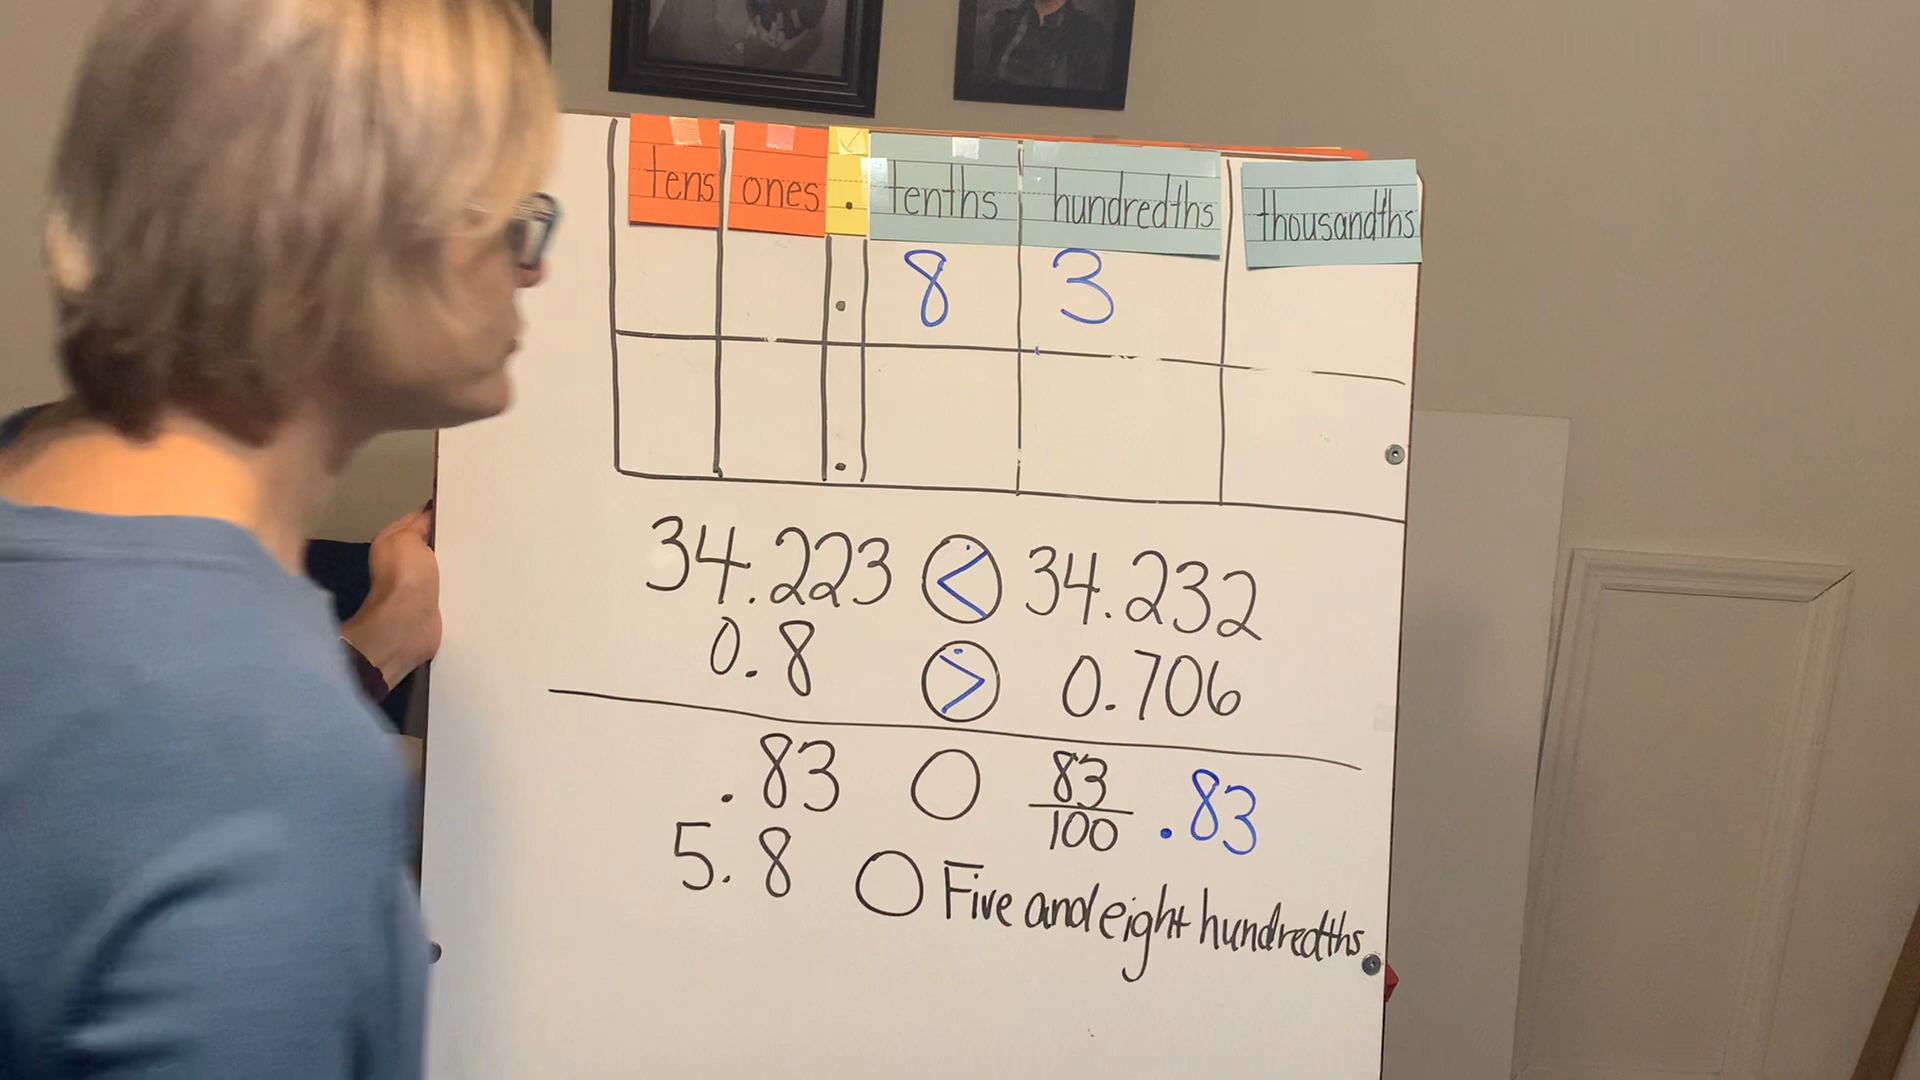 tens ones . tenths hundredths thousandths
. 8 3
.
34.223 < 34.232
0.8 > 0.706
.83 ○ 83/100 .83
5.8 ○ Five and eight hundredths